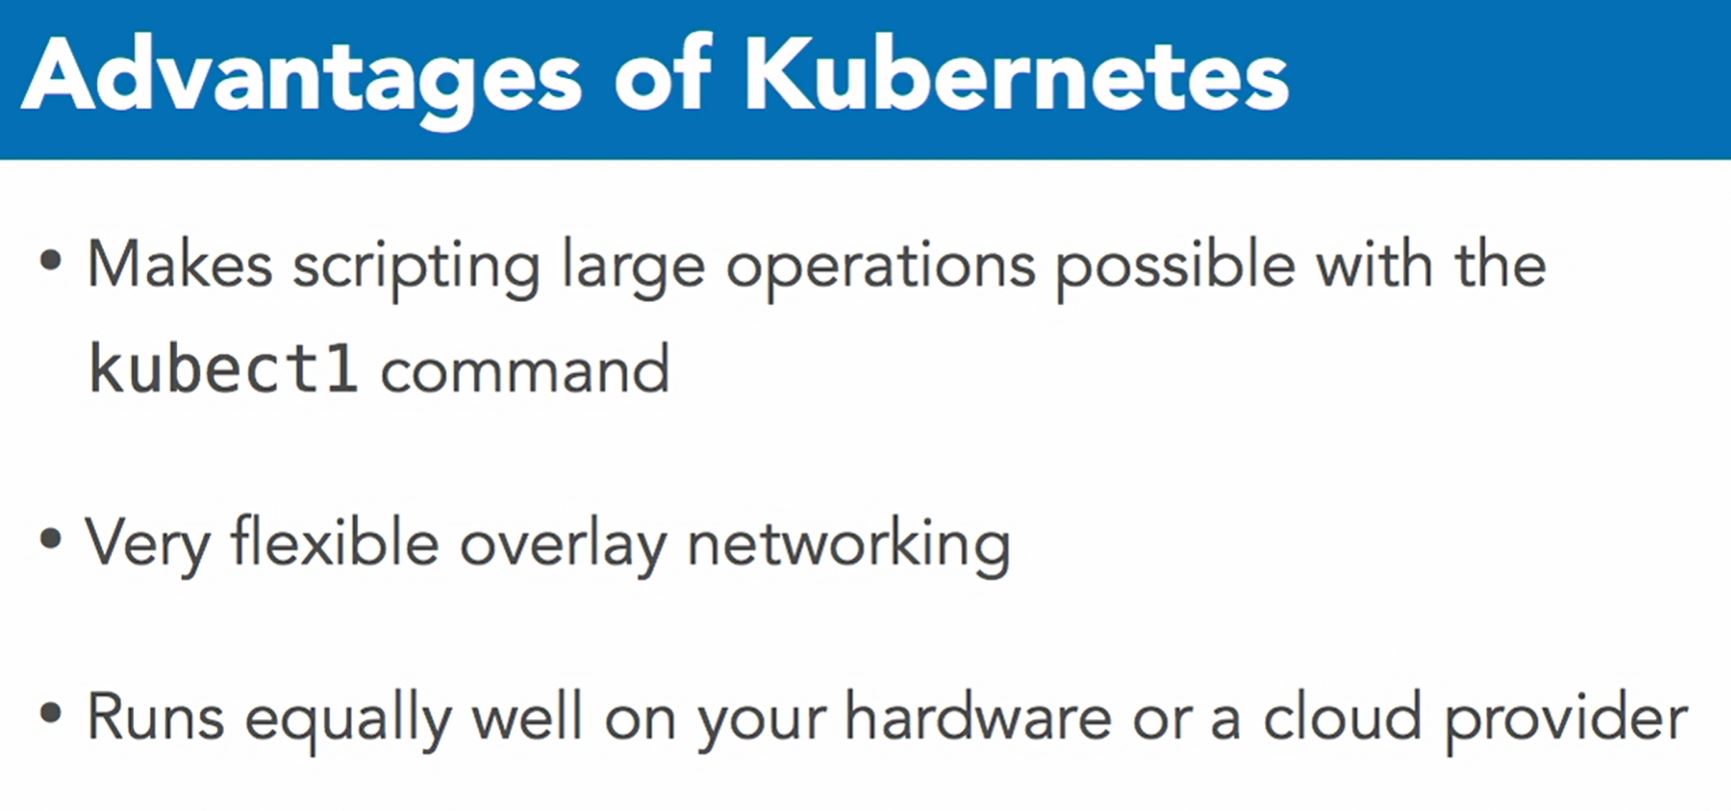 Advantages of Kubernetes
• Makes scripting large operations possible with the
kubect1 command
• Very flexible overlay networking
• Runs equally well on your hardware or a cloud provider